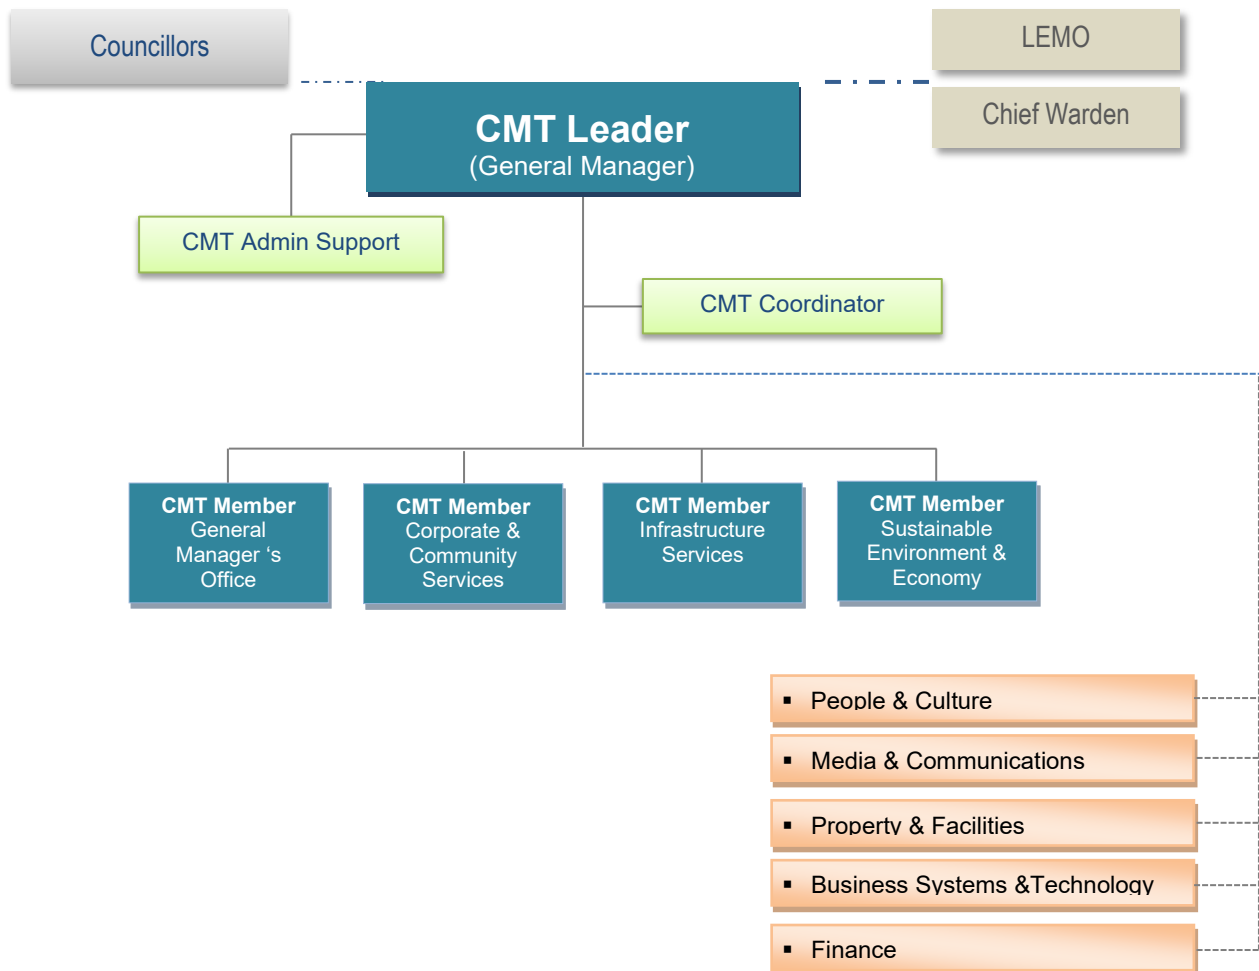 Councillors
LEMO
Chief Warden
CMT Leader
(General Manager)
CMT Admin Support
CMT Coordinator
CMT Member
General
Manager ‘s
Office
CMT Member
Corporate &
Community
Services
CMT Member
Infrastructure
Services
CMT Member
Sustainable
Environment &
Economy
▪ People & Culture
▪ Media & Communications
▪ Property & Facilities
▪ Business Systems &Technology
▪ Finance